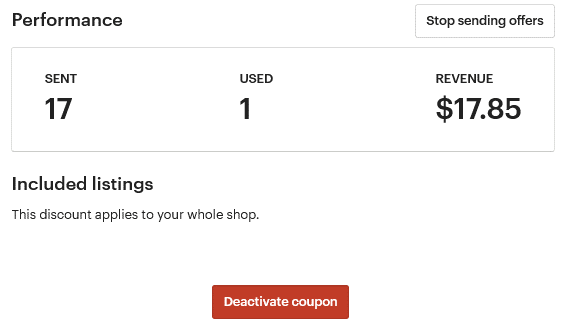 Performance
Stop sending offers
SENT
USED
REVENUE
17
1
$17.85
Included listings
This discount applies to your whole shop.
Deactivate coupon